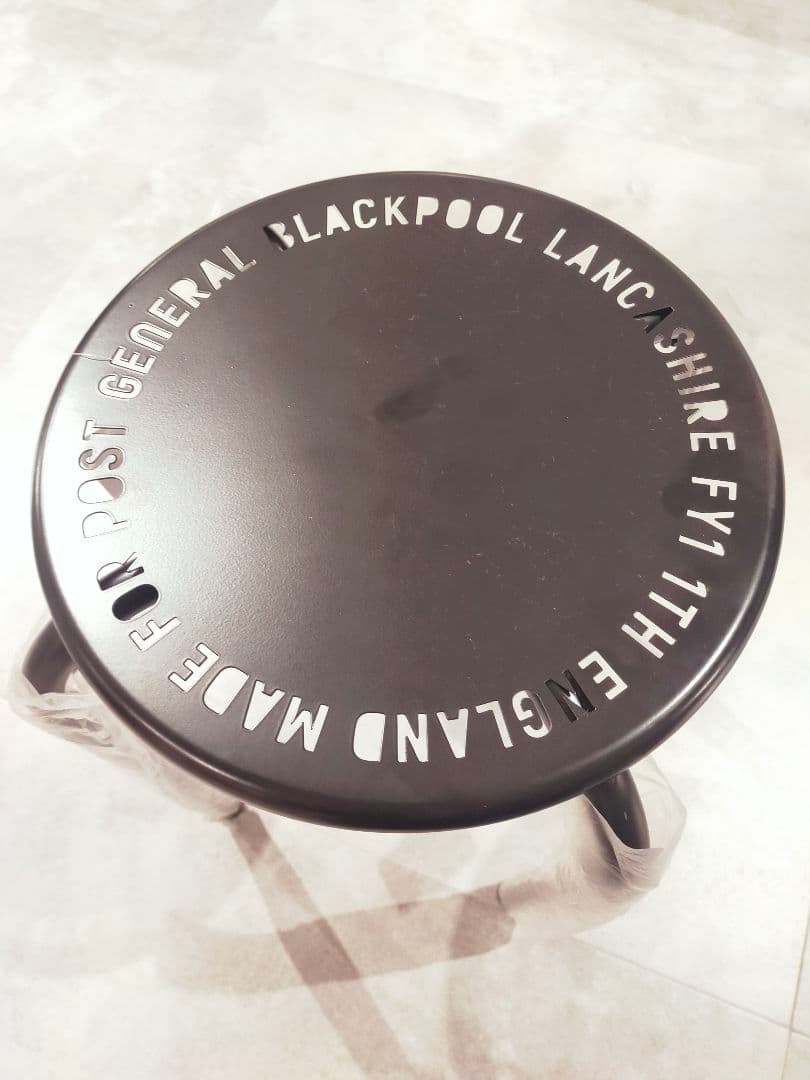 MADE FOR POST GENERAL BLACKPOOL LANCASHIRE FY1 1TH ENGLAND